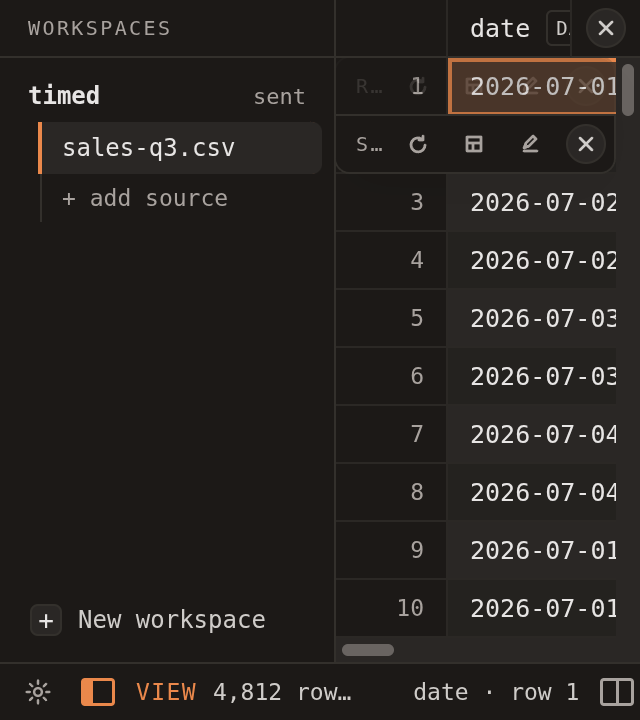 WORKSPACES
date D.
timed sent
R… 1 2026-07-01
sales-q3.csv
S…
+ add source
3 2026-07-02
4 2026-07-02
5 2026-07-03
6 2026-07-03
7 2026-07-04
8 2026-07-04
9 2026-07-01
10 2026-07-01
+ New workspace
VIEW 4,812 row… date · row 1